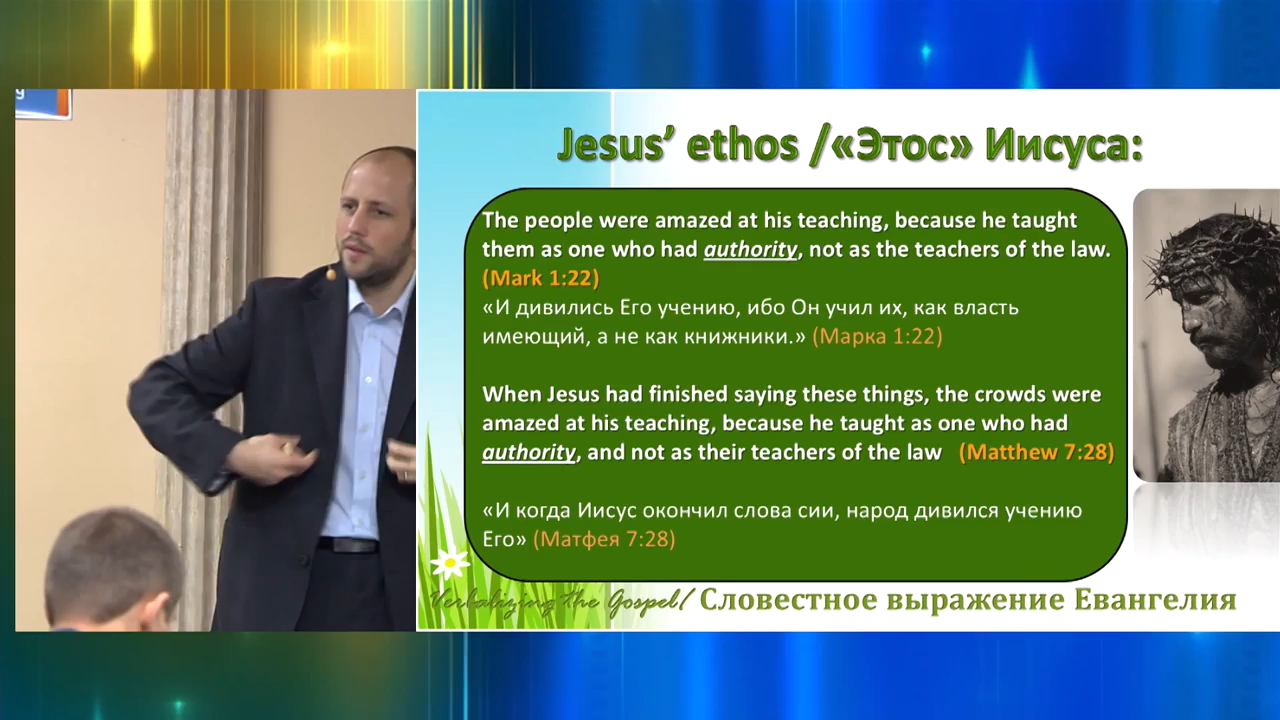 Jesus’ ethos /«Этос» Иисуса:
The people were amazed at his teaching, because he taught
them as one who had authority, not as the teachers of the law.
(Mark 1:22)
«И дивились Его учению, ибо Он учил их, как власть
имеющий, а не как книжники.» (Марка 1:22)
When Jesus had finished saying these things, the crowds were
amazed at his teaching, because he taught as one who had
authority, and not as their teachers of the law (Matthew 7:28)
«И когда Иисус окончил слова сии, народ дивился учению
Его» (Матфея 7:28)
Verbalizing the Gospel/ Словестное выражение Евангелия